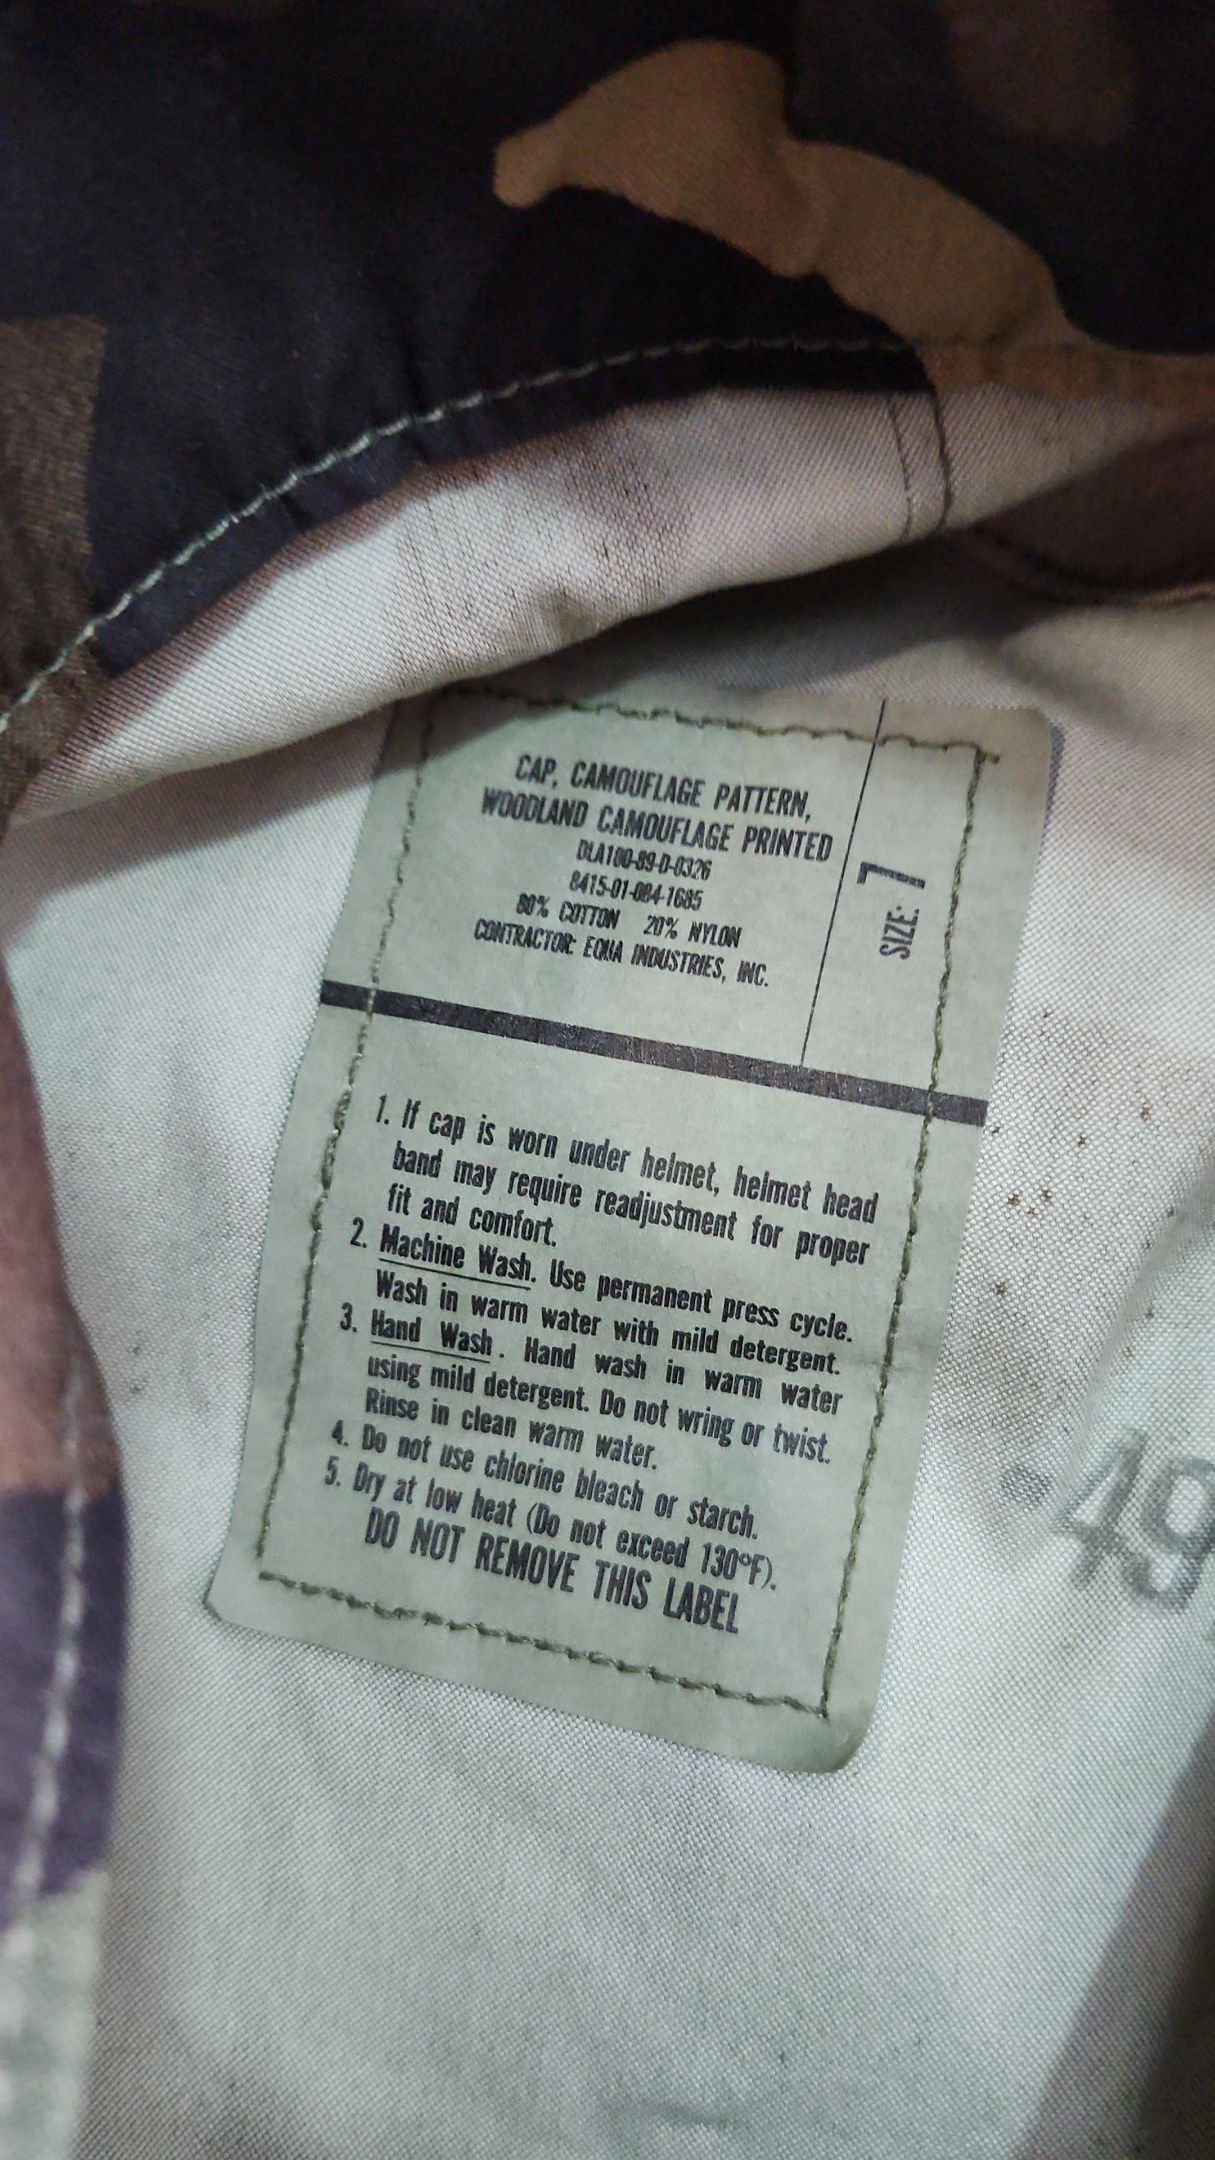 CAP, CAMOUFLAGE PATTERN,
WOODLAND CAMOUFLAGE PRINTED
DLA100-89-D-0326
8415-01-084-1685
80% COTTON 20% NYLON
CONTRACTOR: EQUA INDUSTRIES, INC.
SIZE: 7
1. If cap is worn under helmet, helmet head
band may require readjustment for proper
fit and comfort.
2. Machine Wash. Use permanent press cycle.
Wash in warm water with mild detergent.
3. Hand Wash. Hand wash in warm water
using mild detergent. Do not wring or twist.
Rinse in clean warm water.
4. Do not use chlorine bleach or starch.
5. Dry at low heat (Do not exceed 130°F).
DO NOT REMOVE THIS LABEL
49